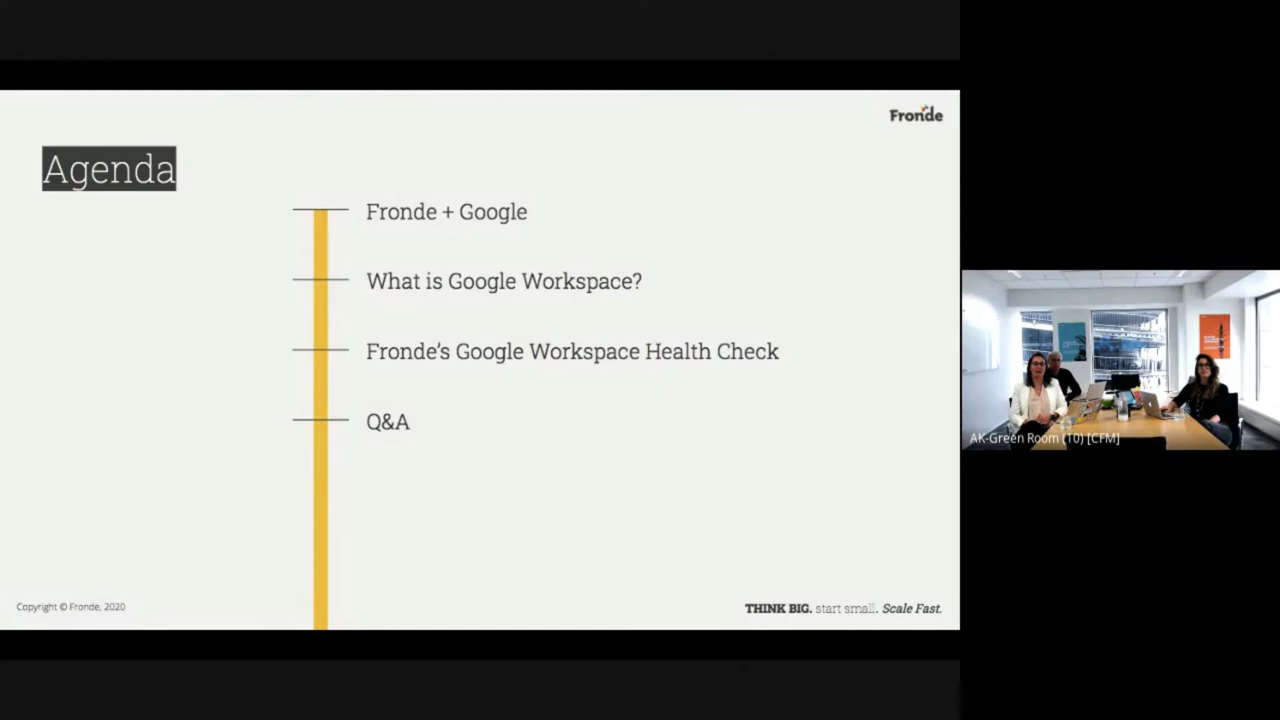 Fronde
Agenda
Fronde + Google
What is Google Workspace?
Fronde's Google Workspace Health Check
Q&A
AK-Green Room (10) [CFM]
Copyright © Fronde, 2020
THINK BIG. start small. Scale Fast.